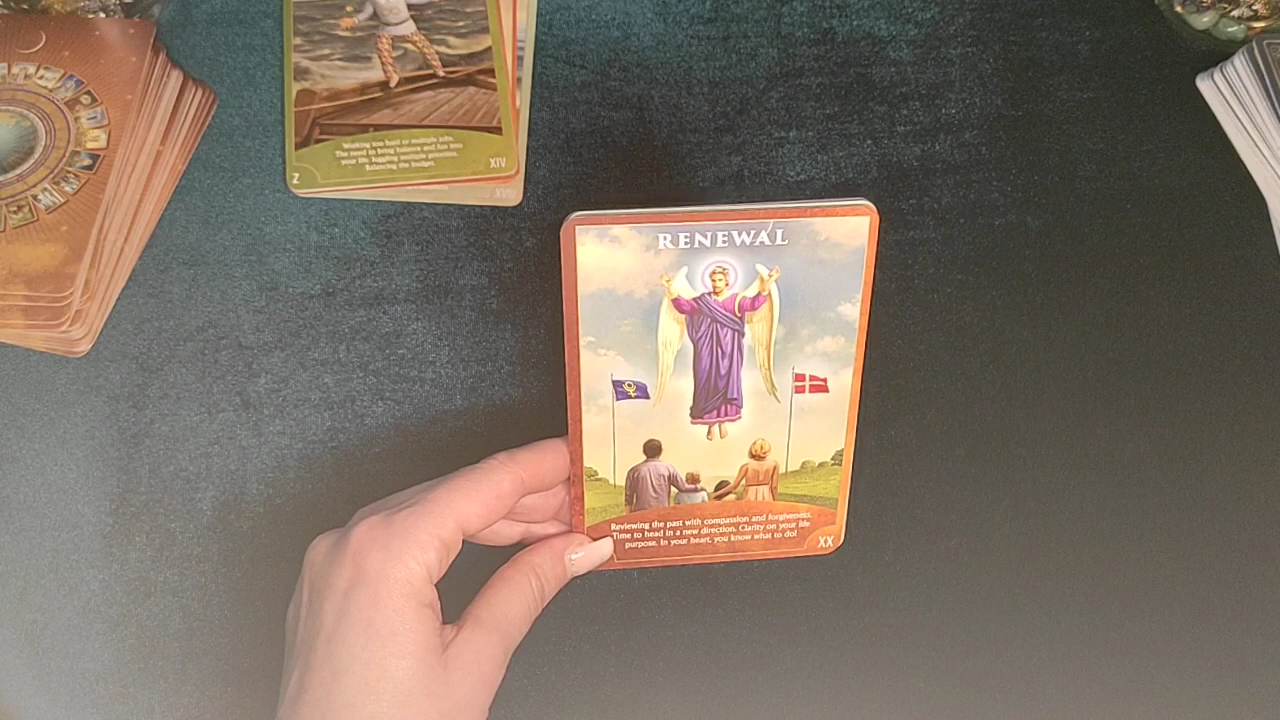 Working too hard or multiple jobs.
The need to bring balance and fun into
your life. Juggling multiple priorities.
Balancing the budget.
2
XIV
XVIII
RENEWAL
Reviewing the past with compassion and forgiveness.
Time to head in a new direction. Clarity on your life
purpose. In your heart, you know what to do!
XX